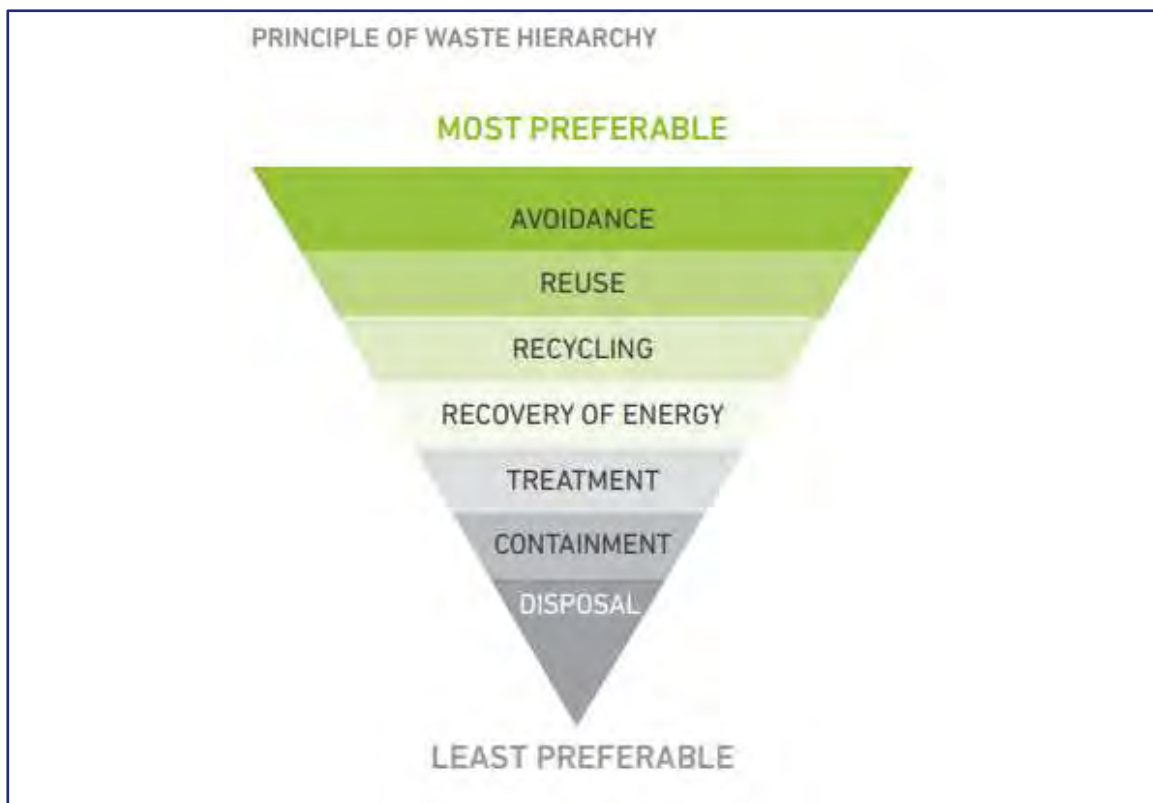 PRINCIPLE OF WASTE HIERARCHY
MOST PREFERABLE
AVOIDANCE
REUSE
RECYCLING
RECOVERY OF ENERGY
TREATMENT
CONTAINMENT
DISPOSAL
LEAST PREFERABLE